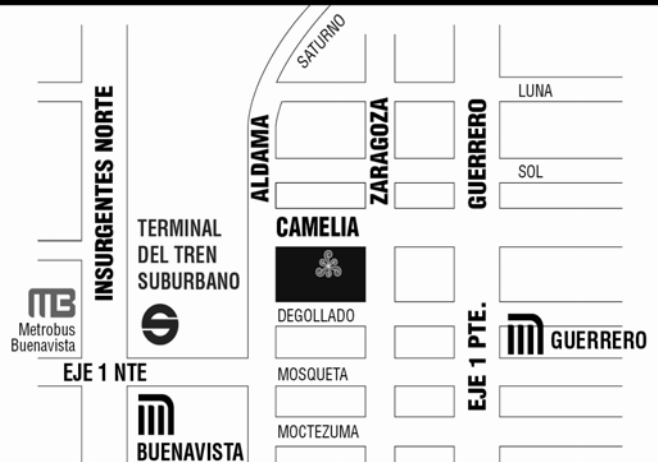 SATURNO
LUNA
INSURGENTES NORTE
ALDAMA
ZARAGOZA
GUERRERO
SOL
TERMINAL
DEL TREN
SUBURBANO
CAMELIA
MB
Metrobus
Buenavista
DEGOLLADO
EJE 1 PTE.
GUERRERO
EJE 1 NTE
MOSQUETA
BUENAVISTA
MOCTEZUMA